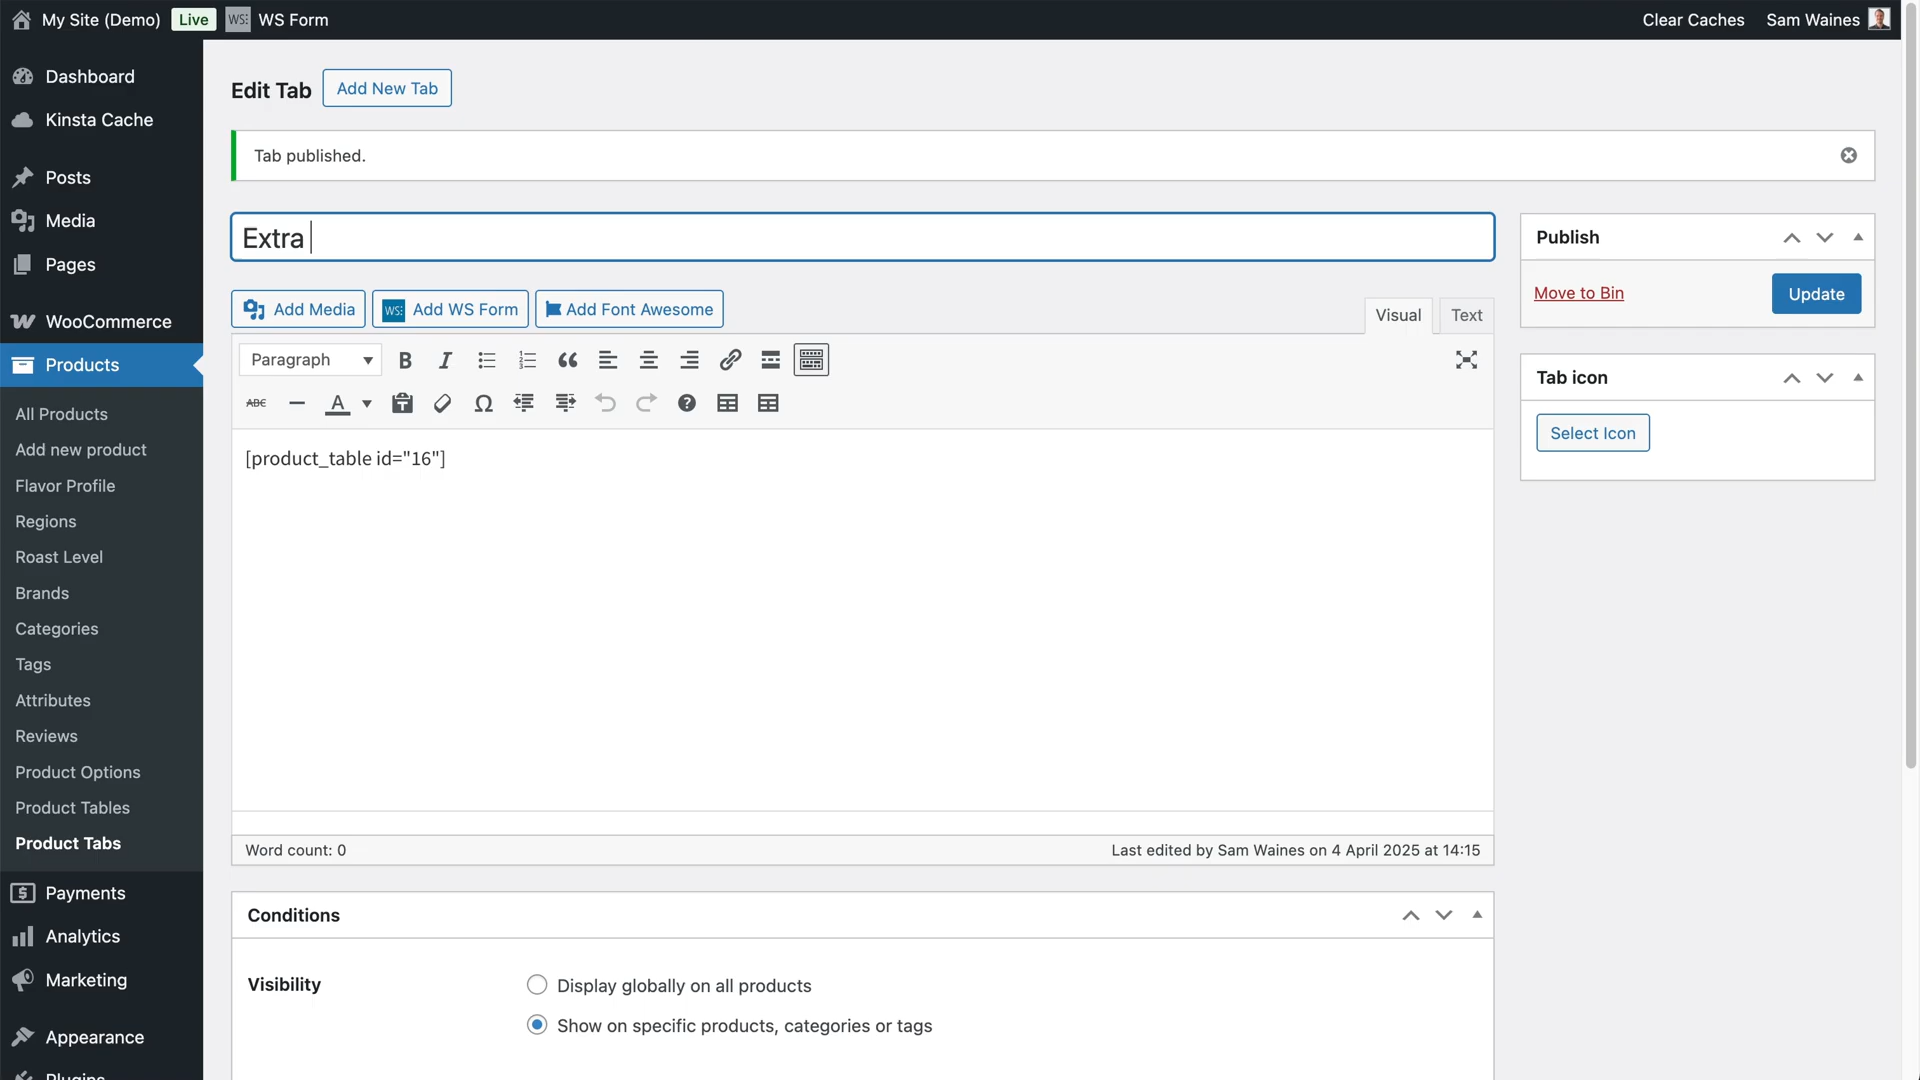 My Site (Demo) Live WS: WS Form Clear Caches Sam Waines
Dashboard
Kinsta Cache
Posts
Media
Pages
WooCommerce
Products
All Products
Add new product
Flavor Profile
Regions
Roast Level
Brands
Categories
Tags
Attributes
Reviews
Product Options
Product Tables
Product Tabs
Payments
Analytics
Marketing
Appearance
Plugins
Edit Tab Add New Tab
Tab published.
Extra
Add Media WS: Add WS Form Add Font Awesome Visual Text
Paragraph
ABC
[product_table id="16"]
Word count: 0 Last edited by Sam Waines on 4 April 2025 at 14:15
Conditions
Visibility
Display globally on all products
Show on specific products, categories or tags
Publish
Move to Bin Update
Tab icon
Select Icon